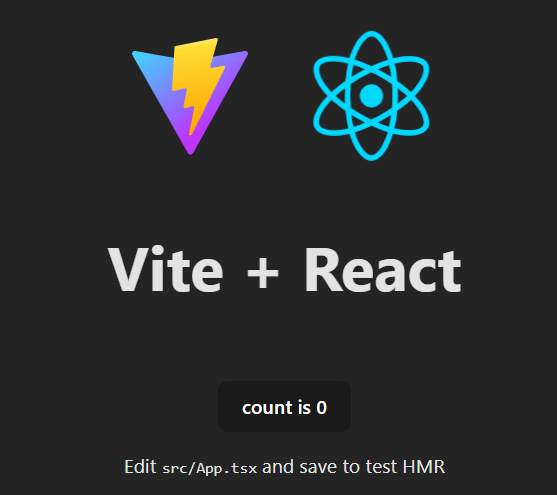 Vite + React
count is 0
Edit src/App.tsx and save to test HMR